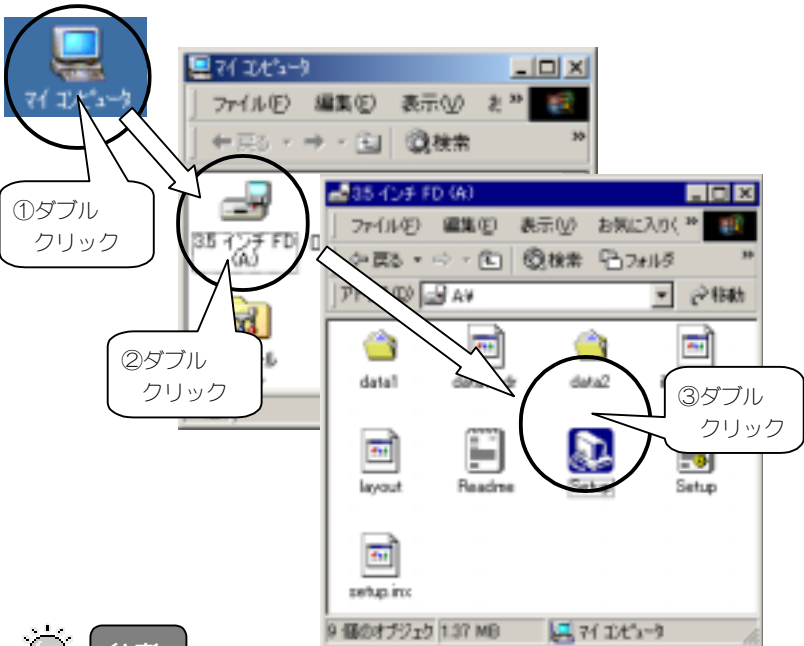 マイ コンピュータ
①ダブル
クリック
マイ コンピュータ
ファイル(F) 編集(E) 表示(V) お »
戻る 検索 »
3.5 インチ FD
(A)
②ダブル
クリック
3.5 インチ FD (A)
ファイル(F) 編集(E) 表示(V) お気に入り( »
戻る 検索 フォルダ »
A:¥ 移動
data1
data2
③ダブル
クリック
layout
Readme
Setup
Setup
setup.inx
9 個のオブジェクト 1.37 MB マイ コンピュータ